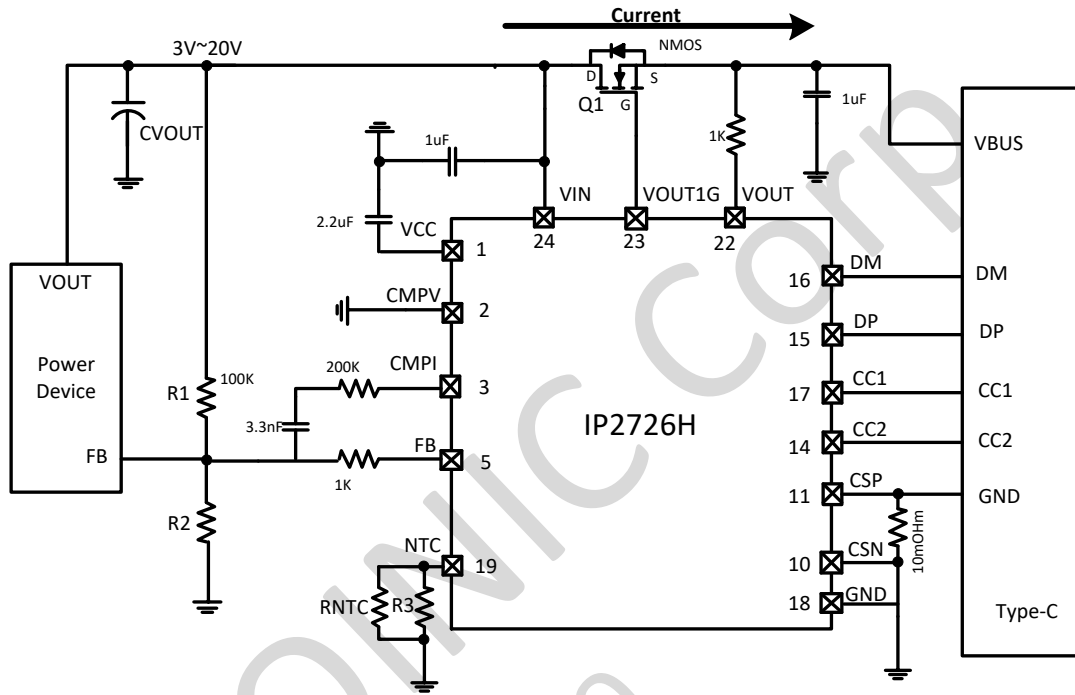 Current
3V~20V
NMOS
D
S
Q1
G
CVOUT
1uF
1K
1uF
VBUS
VIN
VOUT1G
VOUT
2.2uF
VCC
24
23
22
1
VOUT
Power
Device
FB
CMPV
2
DM
16
DM
DP
15
DP
R1
100K
200K
CMPI
3
CC1
17
CC1
3.3nF
IP2726H
CC2
14
CC2
FB
5
1K
CSP
11
GND
R2
10mOHm
NTC
19
CSN
10
RNTC
R3
GND
18
Type-C
ONIC Corp